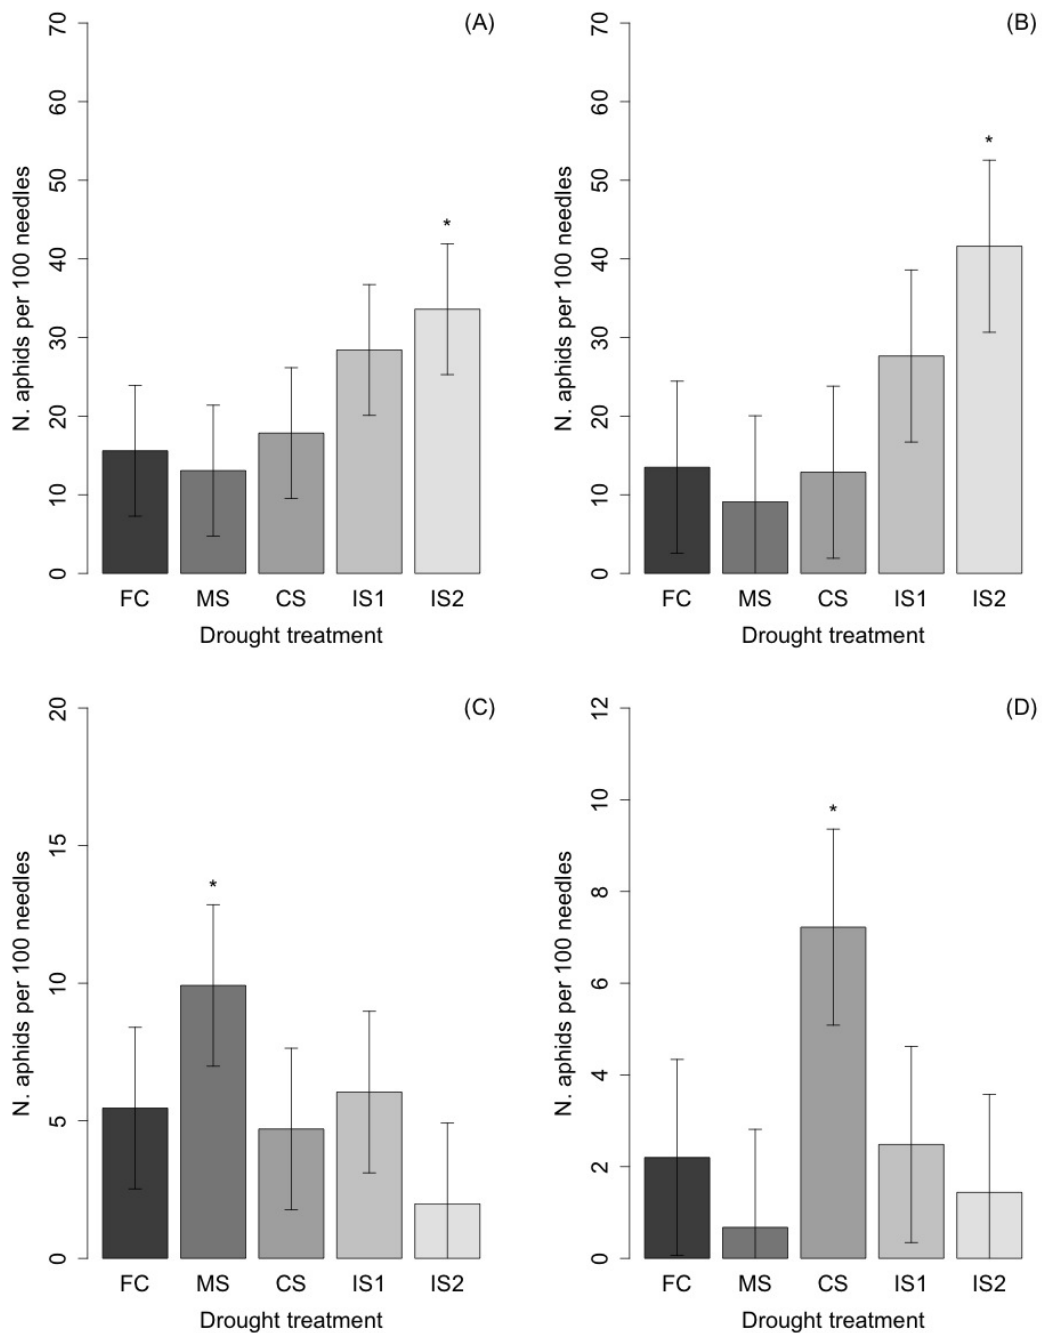 (A)
70
60
50
40
30
20
10
0
N. aphids per 100 needles
*
FC MS CS IS1 IS2
Drought treatment
(B)
70
60
50
40
30
20
10
0
N. aphids per 100 needles
*
FC MS CS IS1 IS2
Drought treatment
(C)
20
15
10
5
0
N. aphids per 100 needles
*
FC MS CS IS1 IS2
Drought treatment
(D)
12
10
8
6
4
2
0
N. aphids per 100 needles
*
FC MS CS IS1 IS2
Drought treatment